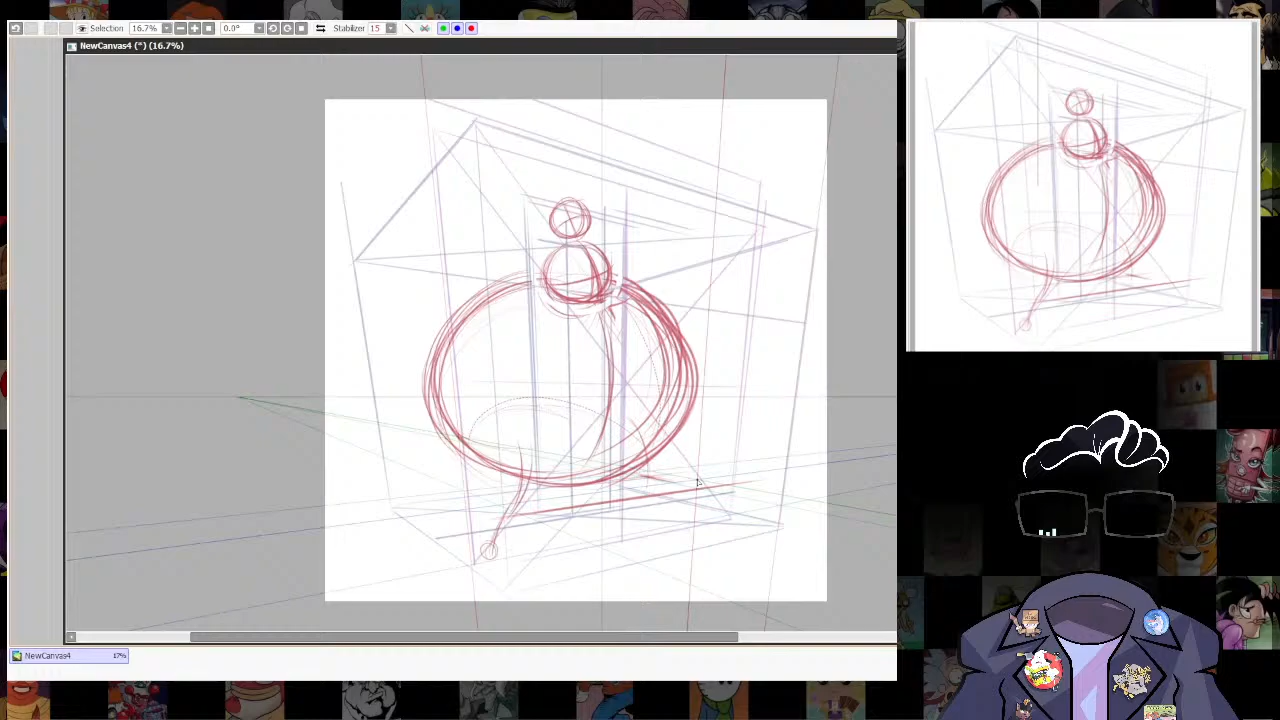 Selection 16.7% 0.0° Stabilizer 15
NewCanvas4 (*) (16.7%)
NewCanvas4 17%